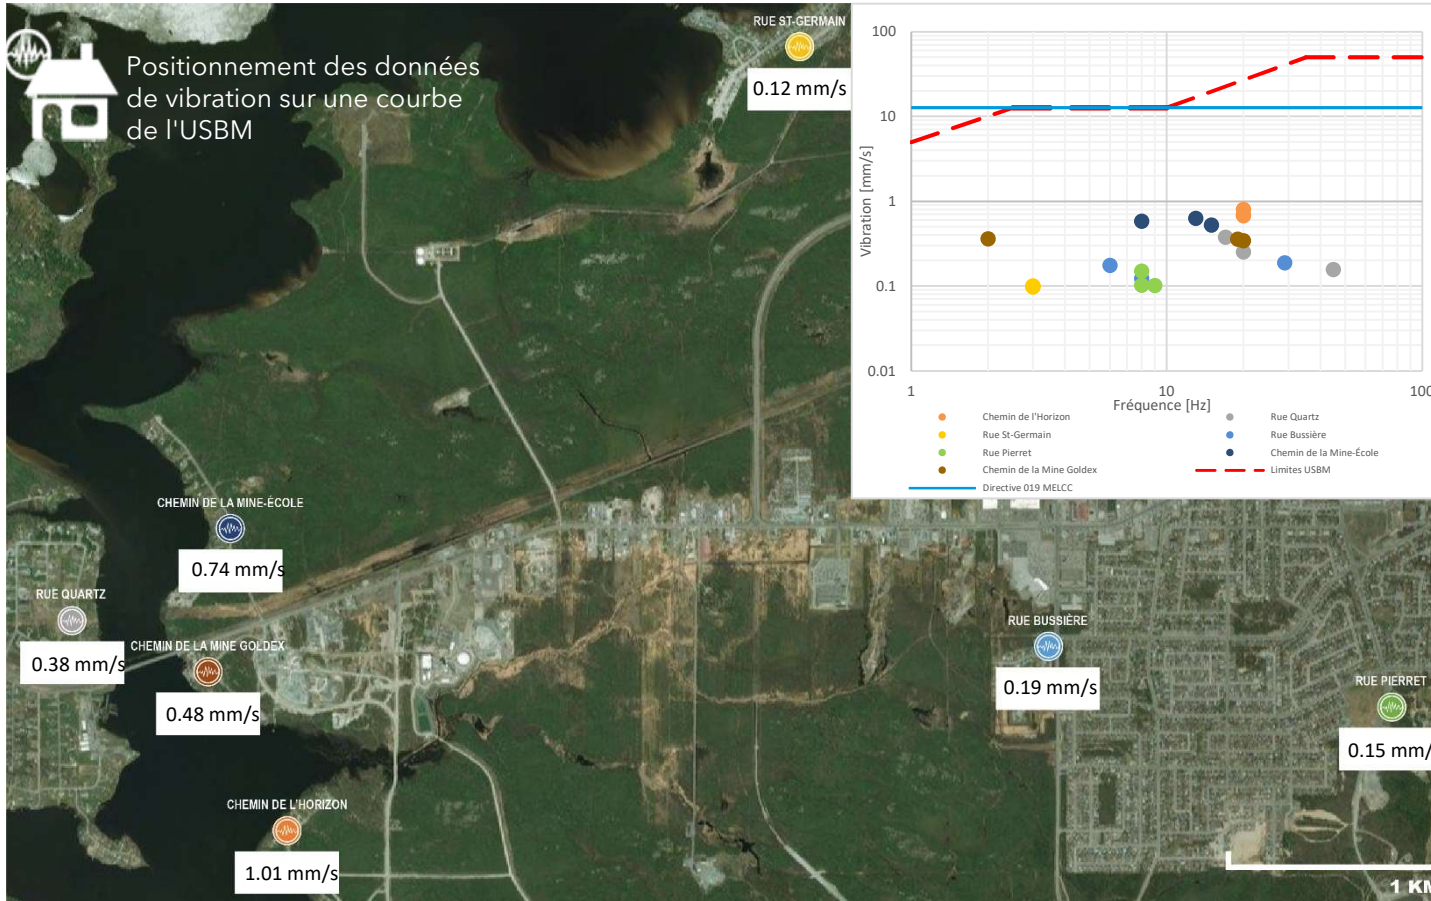 Positionnement des données
de vibration sur une courbe
de l'USBM
RUE ST-GERMAIN
0.12 mm/s
100
10
1
0.1
0.01
Vibration [mm/s]
1
10
100
Fréquence [Hz]
Chemin de l'Horizon
Rue Quartz
Rue St-Germain
Rue Bussière
Rue Pierret
Chemin de la Mine-École
Chemin de la Mine Goldex
Limites USBM
Directive 019 MELCC
CHEMIN DE LA MINE-ÉCOLE
0.74 mm/s
RUE QUARTZ
0.38 mm/s
CHEMIN DE LA MINE GOLDEX
0.48 mm/s
RUE BUSSIÈRE
0.19 mm/s
RUE PIERRET
0.15 mm/
CHEMIN DE L'HORIZON
1.01 mm/s
1 KM